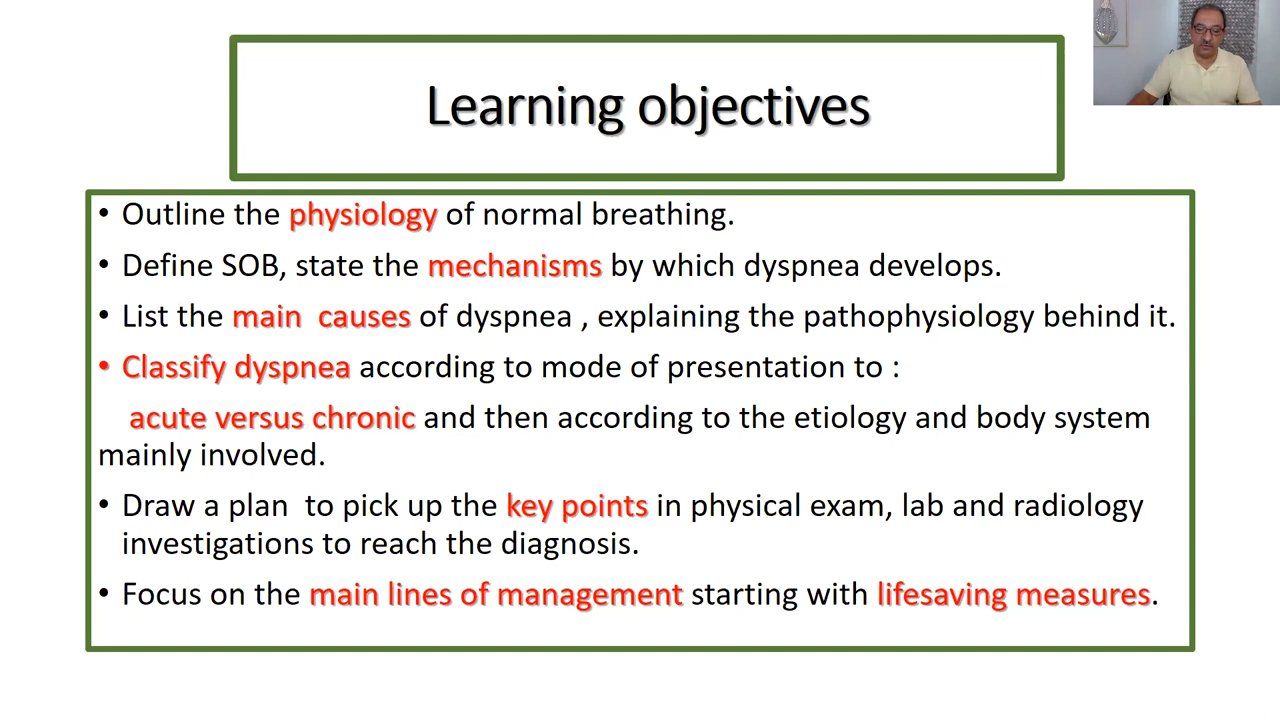 Learning objectives
• Outline the physiology of normal breathing.
• Define SOB, state the mechanisms by which dyspnea develops.
• List the main  causes of dyspnea , explaining the pathophysiology behind it.
• Classify dyspnea according to mode of presentation to :
acute versus chronic and then according to the etiology and body system
mainly involved.
• Draw a plan  to pick up the key points in physical exam, lab and radiology
investigations to reach the diagnosis.
• Focus on the main lines of management starting with lifesaving measures.